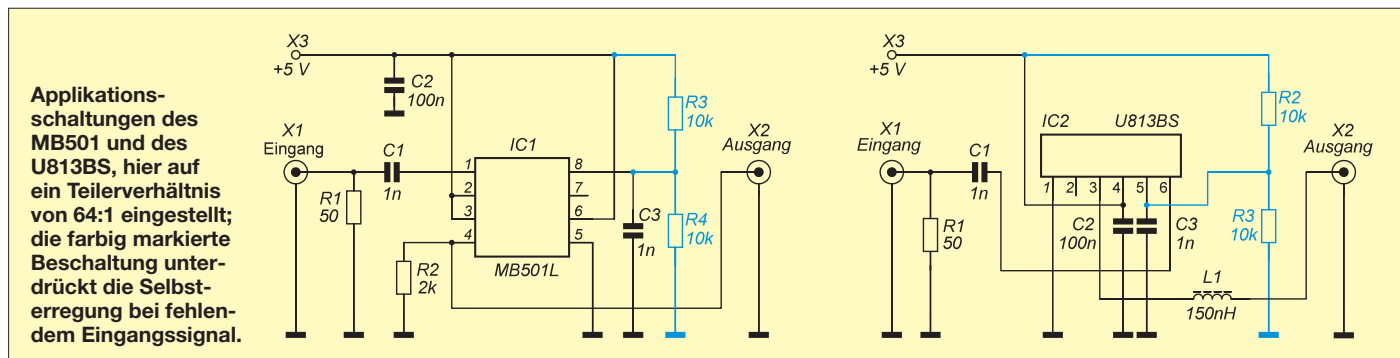 Applikations-
schaltungen des
MB501 und des
U813BS, hier auf
ein Teilerverhältnis
von 64:1 eingestellt;
die farbig markierte
Beschaltung unter-
drückt die Selbst-
erregung bei fehlen-
dem Eingangssignal.
X3
+5 V
C2
100n
R3
10k
X1
Eingang
C1
1n
R1
50
IC1
1
2
3
4
8
7
6
5
MB501L
R2
2k
C3
1n
R4
10k
X2
Ausgang
X3
+5 V
R2
10k
IC2
U813BS
X1
Eingang
C1
1n
R1
50
1
2
3
4
5
6
C2
100n
C3
1n
R3
10k
L1
150nH
X2
Ausgang